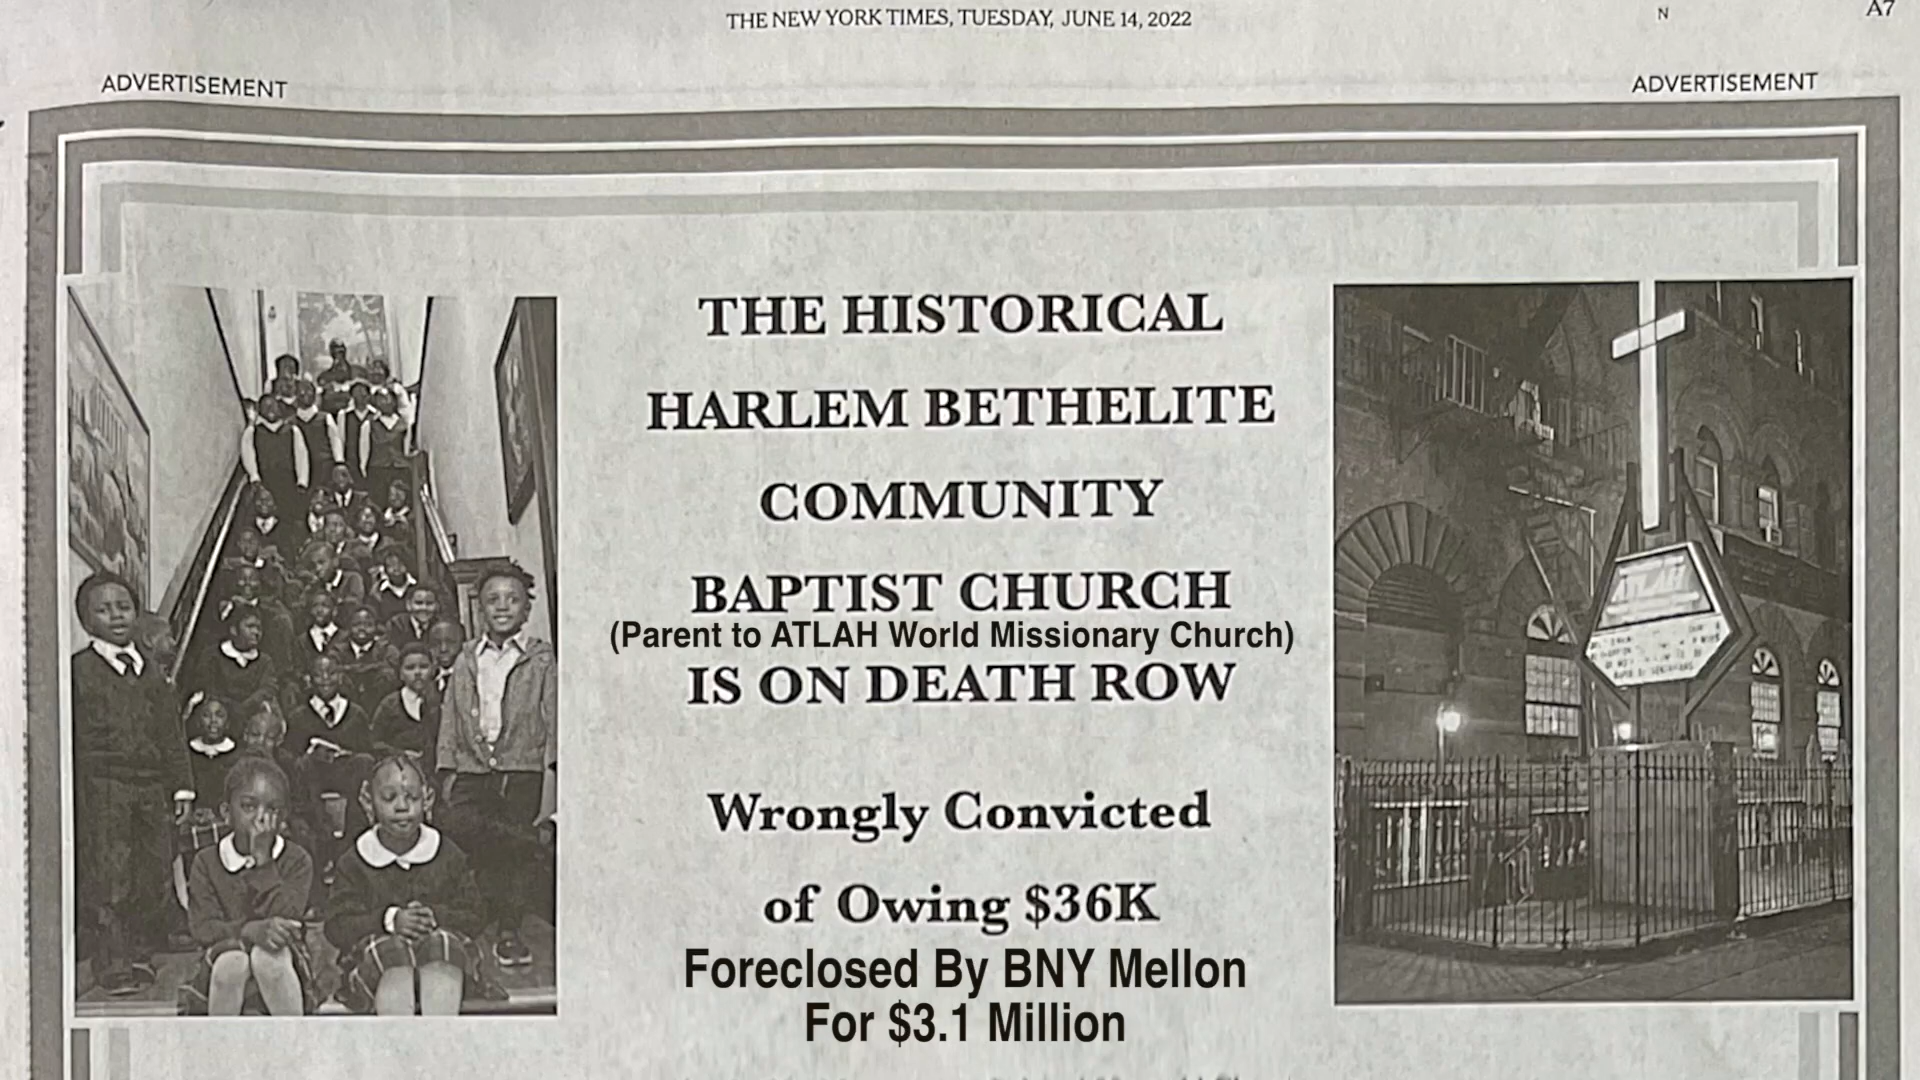 THE NEW YORK TIMES, TUESDAY, JUNE 14, 2022
N
A7
ADVERTISEMENT
ADVERTISEMENT
THE HISTORICAL
HARLEM BETHELITE
COMMUNITY
BAPTIST CHURCH
(Parent to ATLAH World Missionary Church)
IS ON DEATH ROW
Wrongly Convicted
of Owing $36K
Foreclosed By BNY Mellon
For $3.1 Million
ATLAH